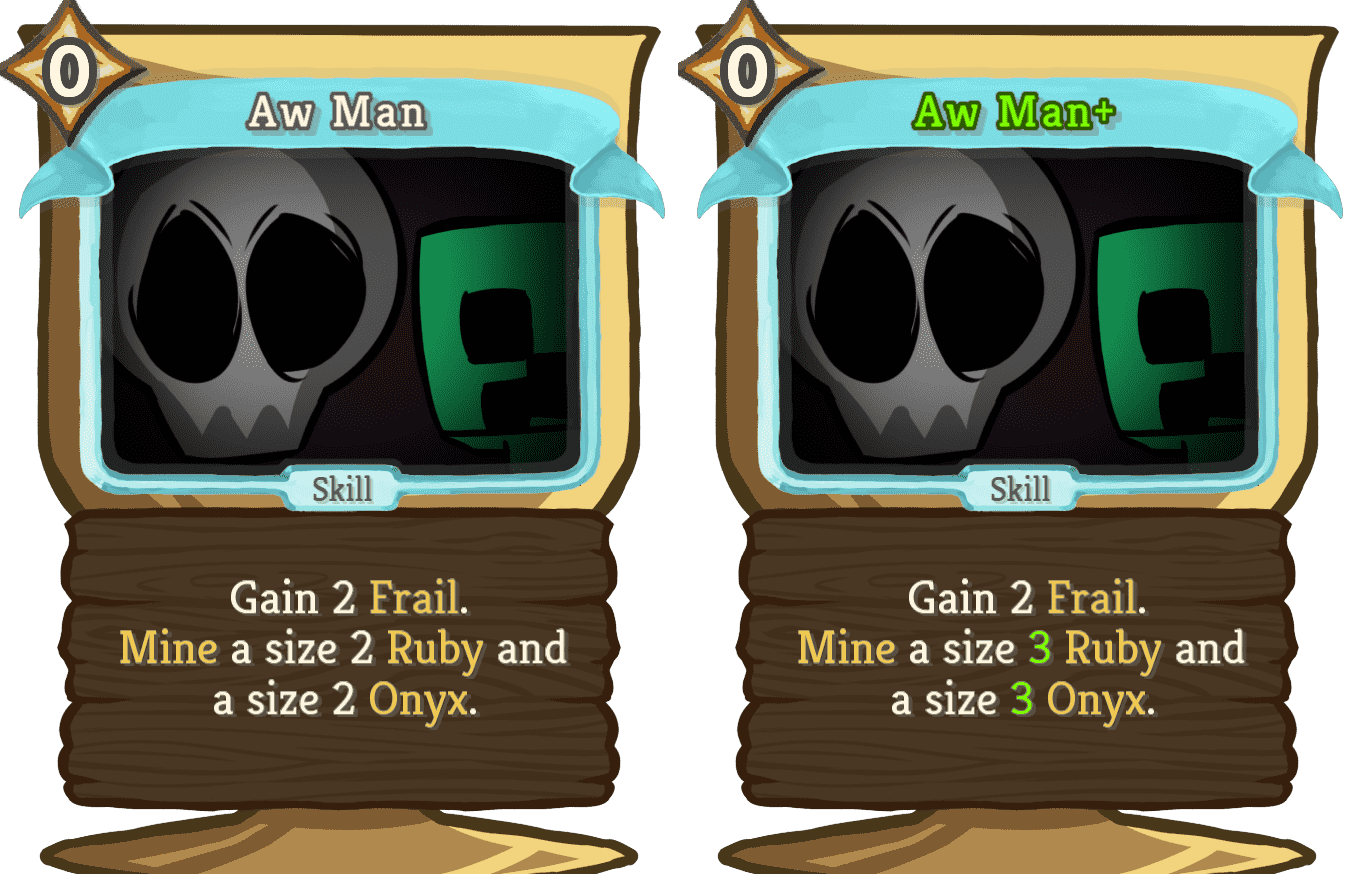 0
Aw Man
Skill
Gain 2 Frail.
Mine a size 2 Ruby and
a size 2 Onyx.
0
Aw Man+
Skill
Gain 2 Frail.
Mine a size 3 Ruby and
a size 3 Onyx.